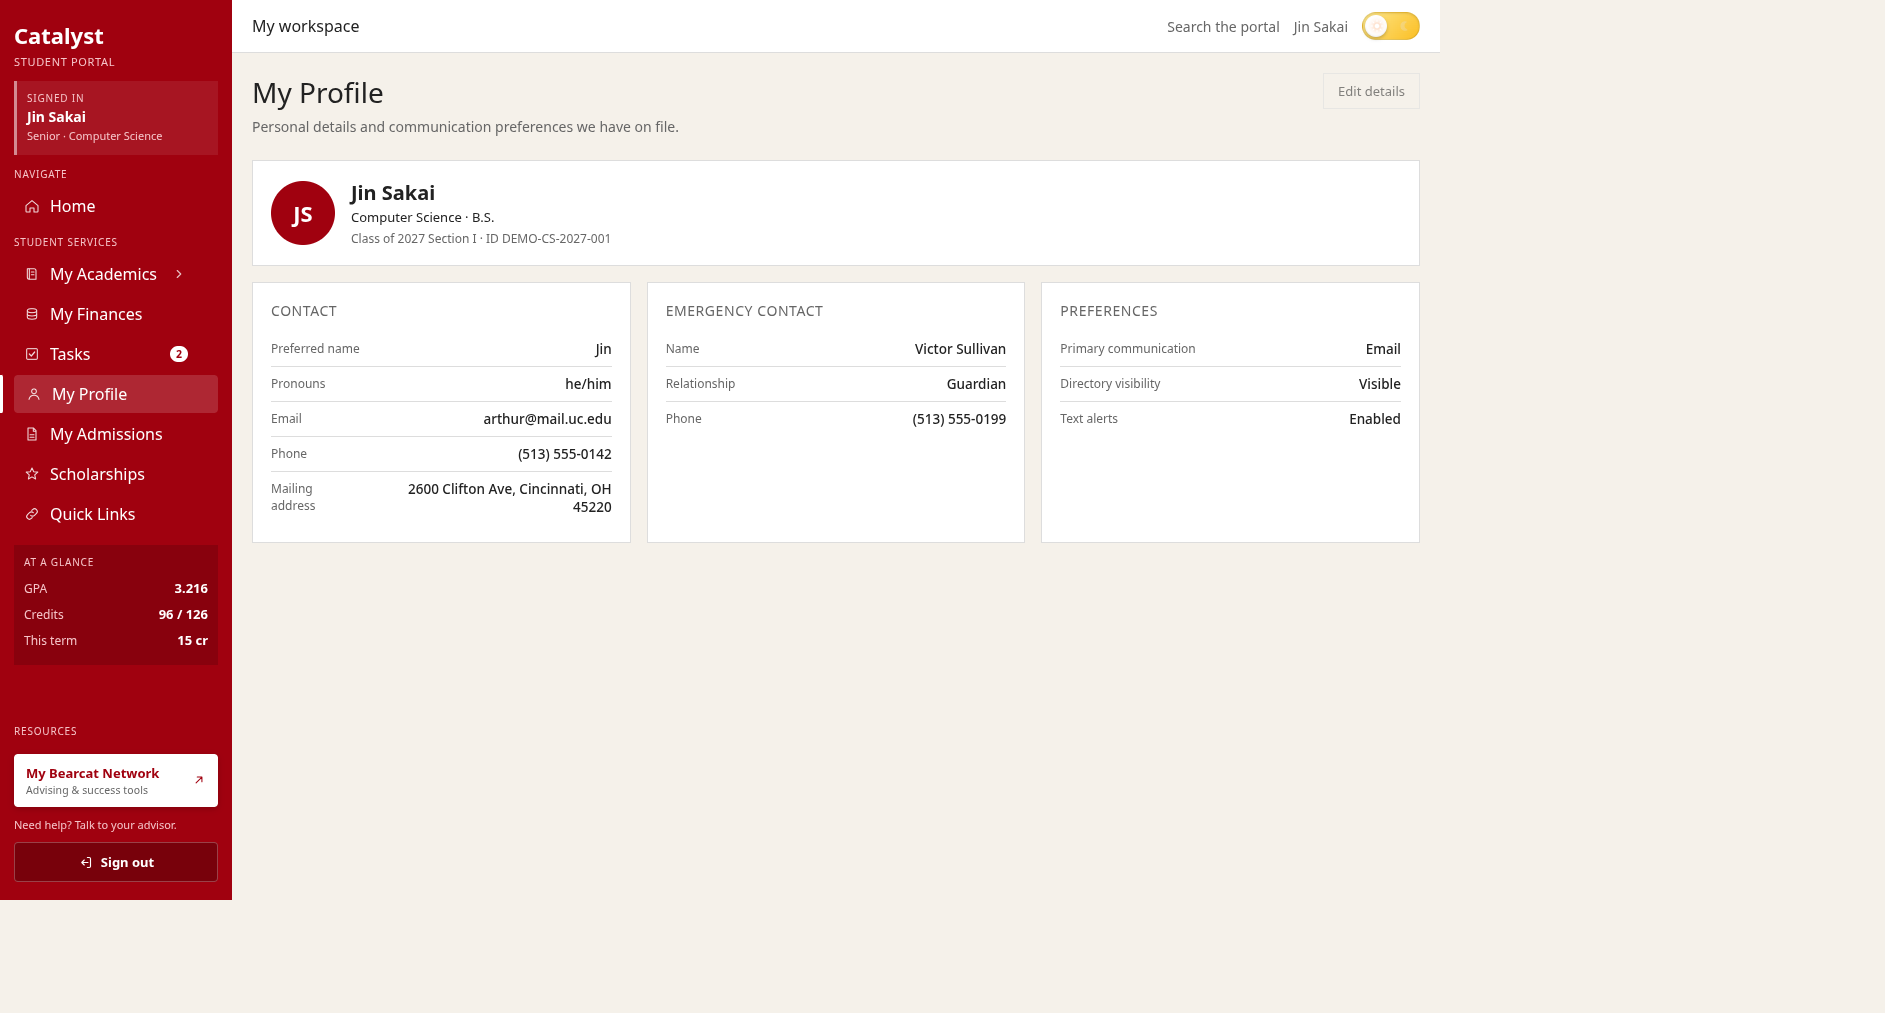 Catalyst
STUDENT PORTAL
SIGNED IN
Jin Sakai
Senior · Computer Science
NAVIGATE
Home
STUDENT SERVICES
My Academics
My Finances
Tasks 2
My Profile
My Admissions
Scholarships
Quick Links
AT A GLANCE
GPA 3.216
Credits 96 / 126
This term 15 cr
RESOURCES
My Bearcat Network
Advising & success tools
Need help? Talk to your advisor.
Sign out
My workspace
Search the portal Jin Sakai
My Profile
Edit details
Personal details and communication preferences we have on file.
JS
Jin Sakai
Computer Science · B.S.
Class of 2027 Section I · ID DEMO-CS-2027-001
CONTACT
Preferred name Jin
Pronouns he/him
Email arthur@mail.uc.edu
Phone (513) 555-0142
Mailing address 2600 Clifton Ave, Cincinnati, OH
45220
EMERGENCY CONTACT
Name Victor Sullivan
Relationship Guardian
Phone (513) 555-0199
PREFERENCES
Primary communication Email
Directory visibility Visible
Text alerts Enabled